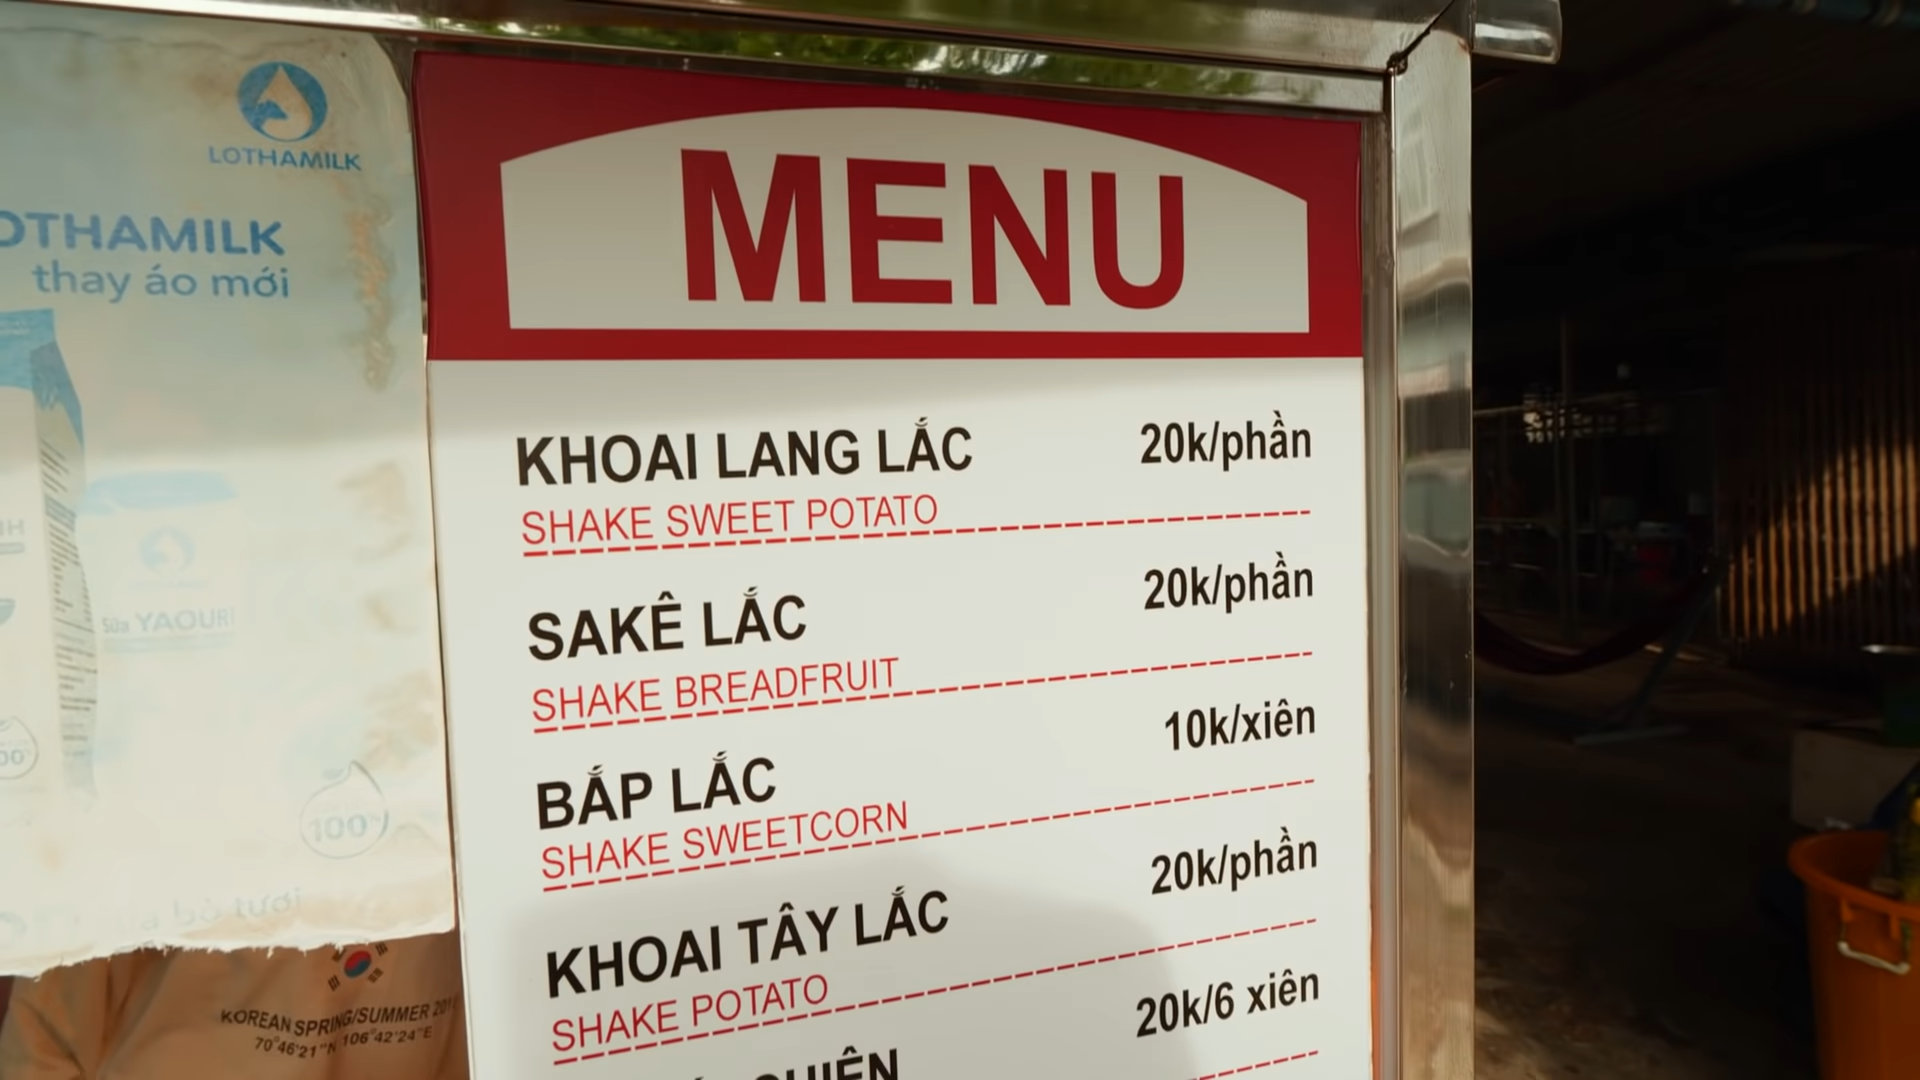 LOTHAMILK
OTHAMILK
thay áo mới
Sữa YAOURT
100%
bò tươi
KOREAN SPRING/SUMMER 201
70°46'21"N 106°42'24"E
MENU
KHOAI LANG LẮC 20k/phần
SHAKE SWEET POTATO
SAKÊ LẮC 20k/phần
SHAKE BREADFRUIT
BẮP LẮC 10k/xiên
SHAKE SWEETCORN
KHOAI TÂY LẮC 20k/phần
SHAKE POTATO
20k/6 xiên